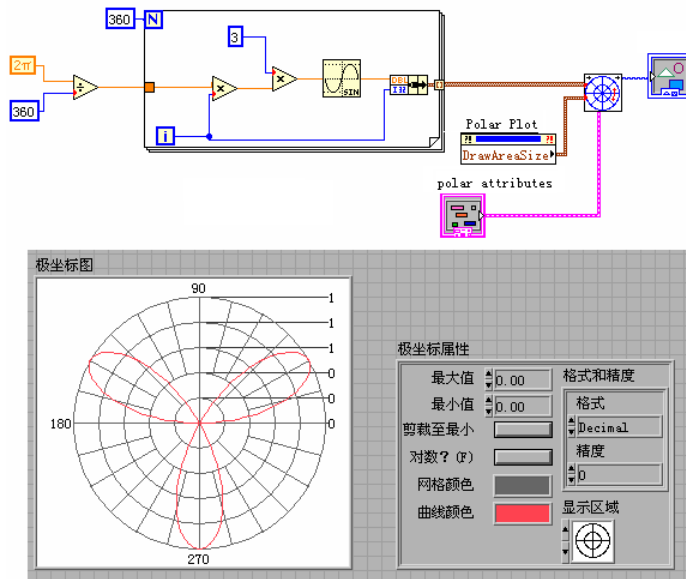 360
N
3
2π
÷
360
×
×
SIN
DBL
I32
i
Polar Plot
DrawAreaSize
polar attributes
极坐标图
90
1
1
1
0
0
0
180
270
极坐标属性
最大值 0.00
最小值 0.00
剪裁至最小
对数？(F)
网格颜色
曲线颜色
格式和精度
格式
Decimal
精度
0
显示区域